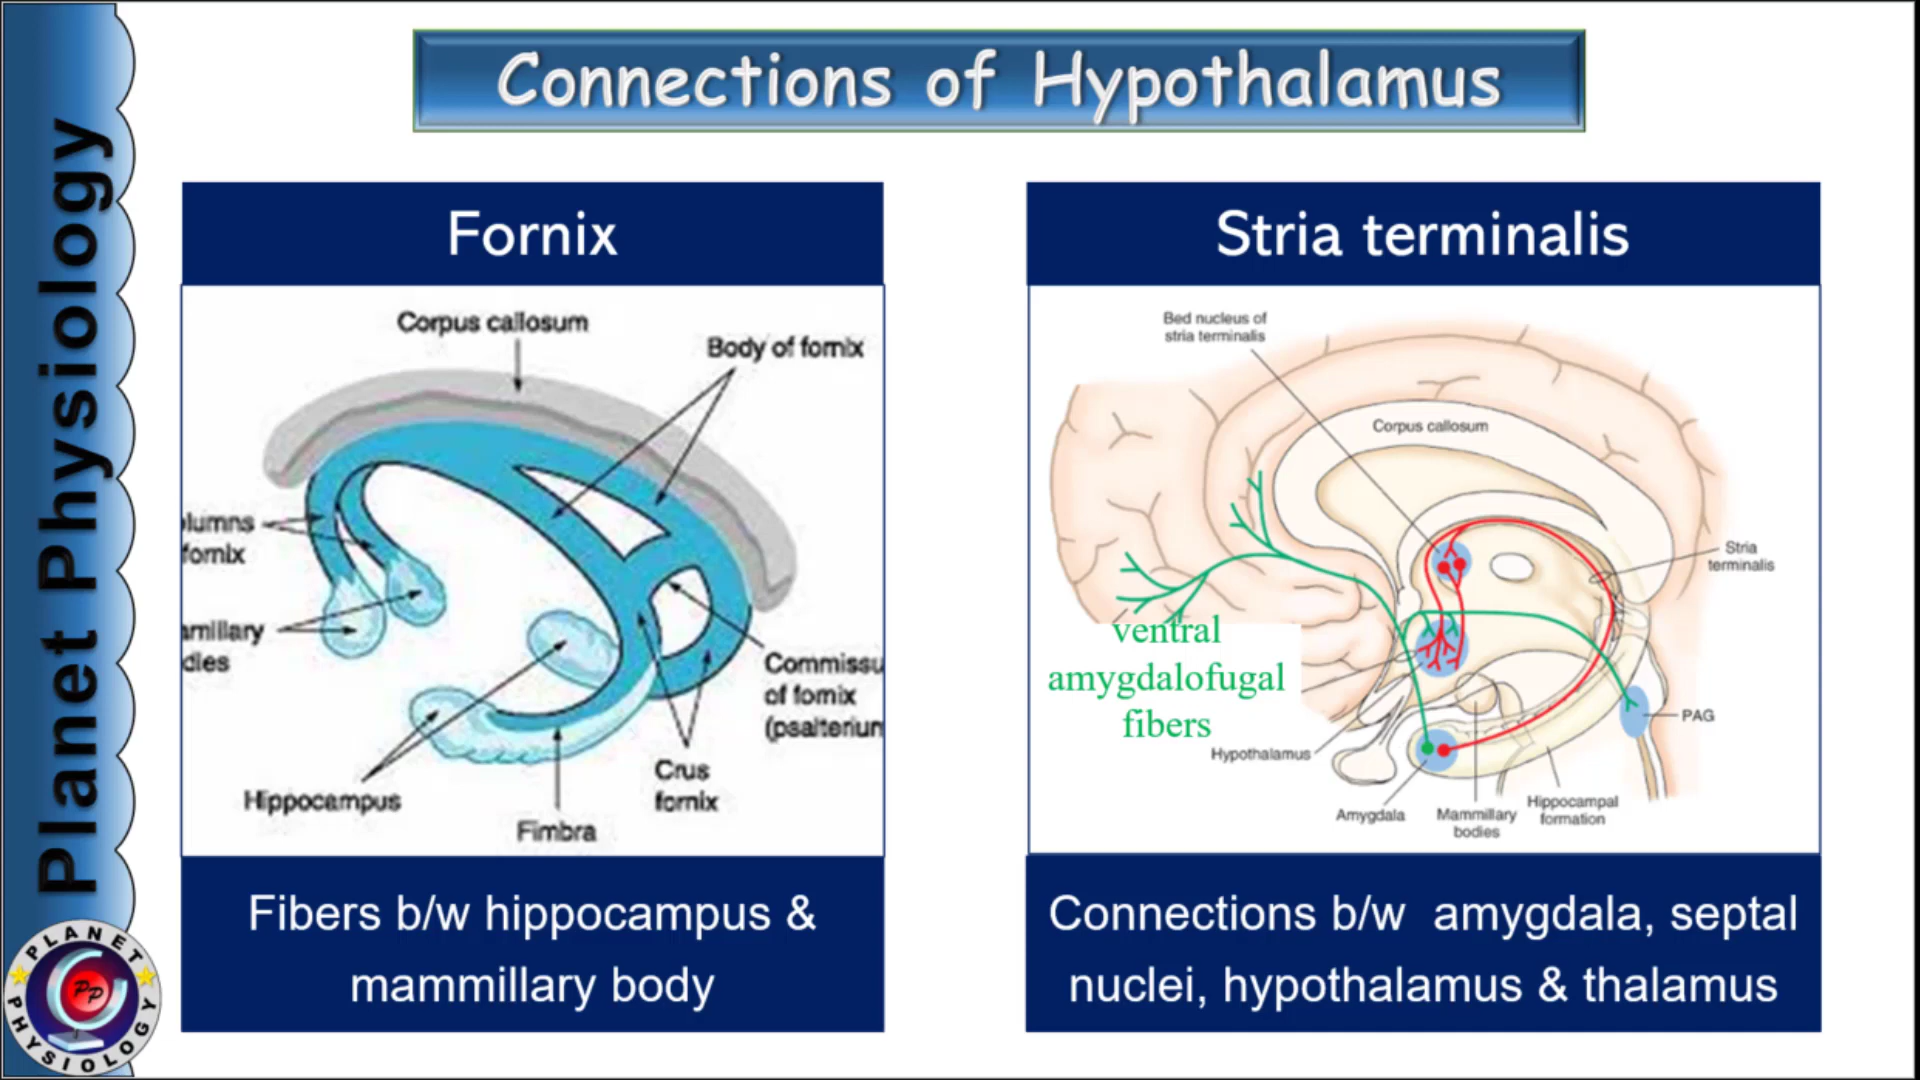 Connections of Hypothalamus
Planet Physiology
Fornix
Corpus callosum
Body of fornix
lumns
fornix
millary
dies
Commissu
of fornix
(psalteriun
Crus
fornix
Hippocampus
Fimbra
Fibers b/w hippocampus &
mammillary body
Stria terminalis
Bed nucleus of
stria terminalis
Corpus callosum
Stria
terminalis
ventral
amygdalofugal
fibers
PAG
Hypothalamus
Amygdala
Mammillary
bodies
Hippocampal
formation
Connections b/w amygdala, septal
nuclei, hypothalamus & thalamus
PLANET
PP
PHYSIOLOGY